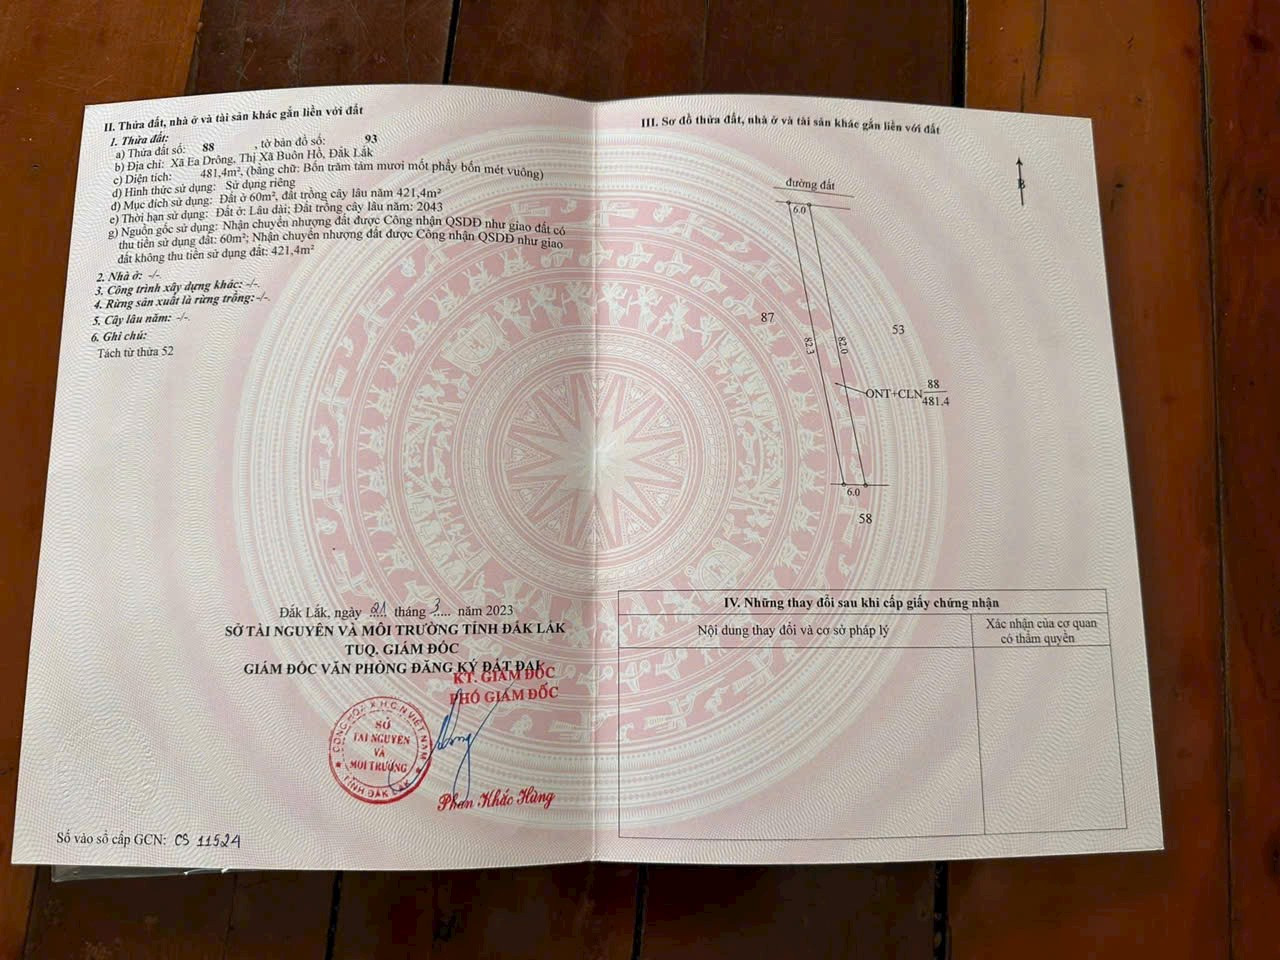 II. Thửa đất, nhà ở và tài sản khác gắn liền với đất
1. Thửa đất:
a) Thửa đất số: 88 , tờ bản đồ số: 93
b) Địa chỉ: Xã Ea Drông, Thị Xã Buôn Hồ, Đắk Lắk
c) Diện tích: 481,4m², (bằng chữ: Bốn trăm tám mươi mốt phẩy bốn mét vuông)
d) Hình thức sử dụng: Sử dụng riêng
đ) Mục đích sử dụng: Đất ở 60m², đất trồng cây lâu năm 421,4m²
e) Thời hạn sử dụng: Đất ở: Lâu dài; Đất trồng cây lâu năm: 2043
g) Nguồn gốc sử dụng: Nhận chuyển nhượng đất được Công nhận QSDĐ như giao đất có
thu tiền sử dụng đất: 60m²; Nhận chuyển nhượng đất được Công nhận QSDĐ như giao
đất không thu tiền sử dụng đất: 421,4m²
2. Nhà ở: -/-
3. Công trình xây dựng khác: -/-.
4. Rừng sản xuất là rừng trồng:-/-.
5. Cây lâu năm: -/-.
6. Ghi chú:
Tách từ thửa 52
Đắk Lắk, ngày 21 tháng 3 năm 2023
SỞ TÀI NGUYÊN VÀ MÔI TRƯỜNG TỈNH ĐẮK LẮK
TUQ. GIÁM ĐỐC
GIÁM ĐỐC VĂN PHÒNG ĐĂNG KÝ ĐẤT ĐAI
KT. GIÁM ĐỐC
PHÓ GIÁM ĐỐC
CỘNG HÒA X.H.C.N VIỆT NAM
SỞ
TÀI NGUYÊN
VÀ
MÔI TRƯỜNG
TỈNH ĐẮK LẮK
Phan Khắc Hùng
Số vào sổ cấp GCN: CS 11524
III. Sơ đồ thửa đất, nhà ở và tài sản khác gắn liền với đất
B
đường đất
6.0
87
82.3
82.0
53
ONT+CLN 88
481.4
6.0
58
IV. Những thay đổi sau khi cấp giấy chứng nhận
Nội dung thay đổi và cơ sở pháp lý
Xác nhận của cơ quan
có thẩm quyền